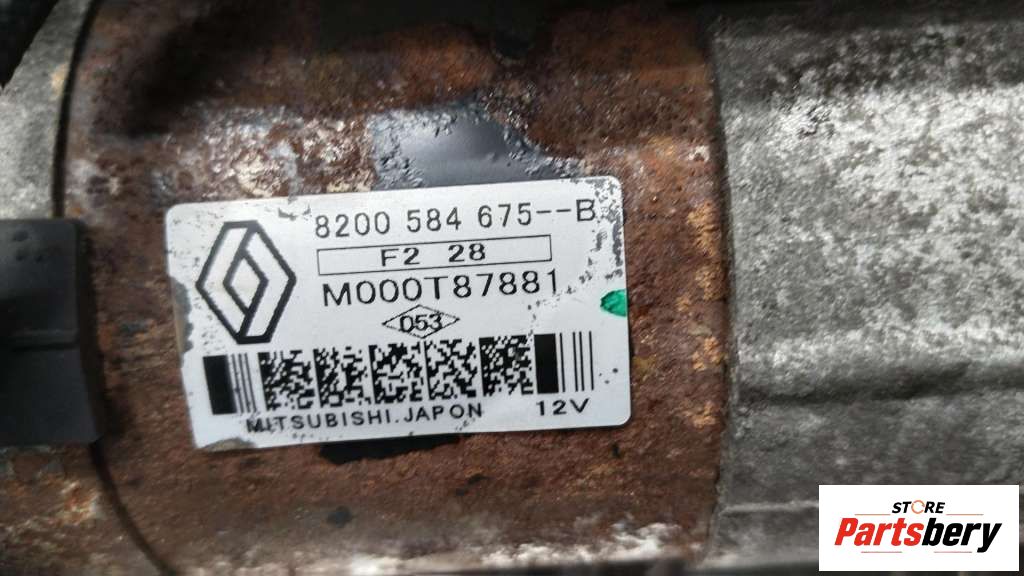 8200 584 675--B
F2 28
M000T87881
053
MITSUBISHI.JAPON 12V
STORE
Partsbery